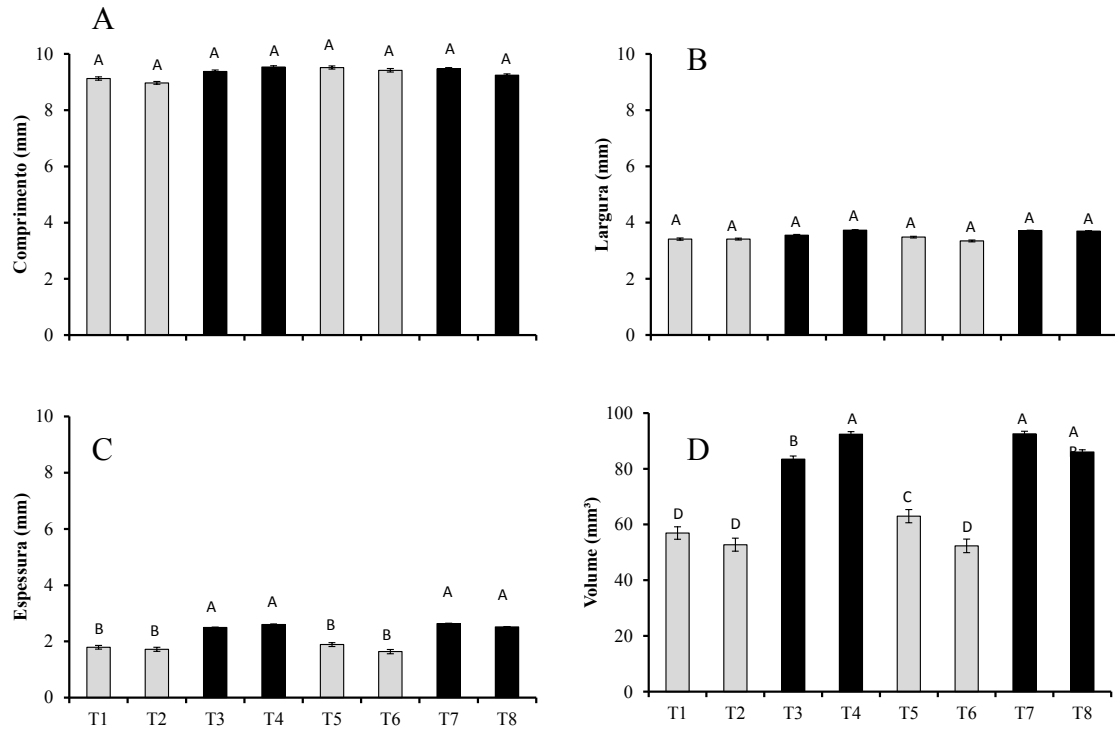 A
Comprimento (mm)
10
8
6
4
2
0
A A A A A A A A
B
Largura (mm)
10
8
6
4
2
0
A A A A A A A A
C
Espessura (mm)
10
8
6
4
2
0
B B A A B B A A
T1 T2 T3 T4 T5 T6 T7 T8
D
Volume (mm³)
100
80
60
40
20
0
D D B A C D A A
T1 T2 T3 T4 T5 T6 T7 T8